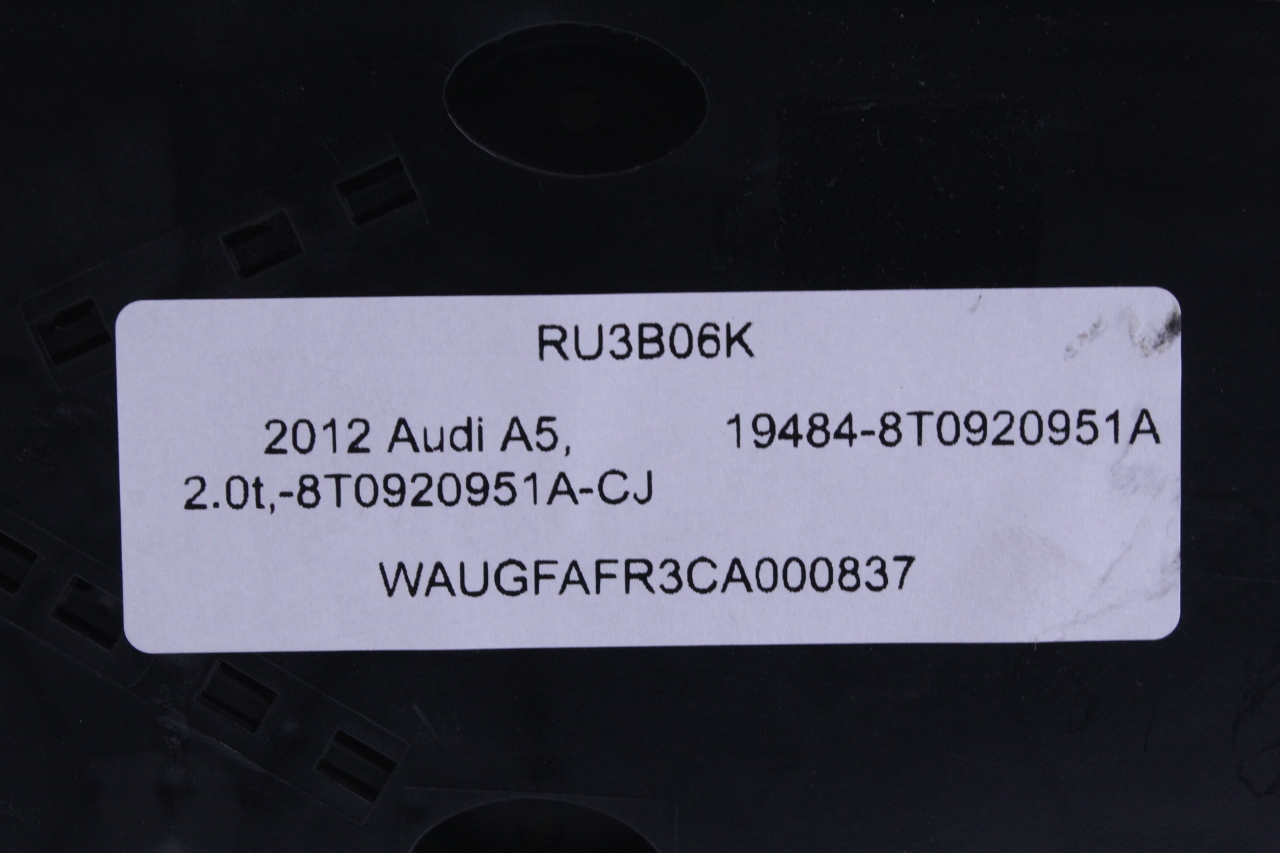 RU3B06K
2012 Audi A5, 19484-8T0920951A
2.0t,-8T0920951A-CJ
WAUGFAFR3CA000837